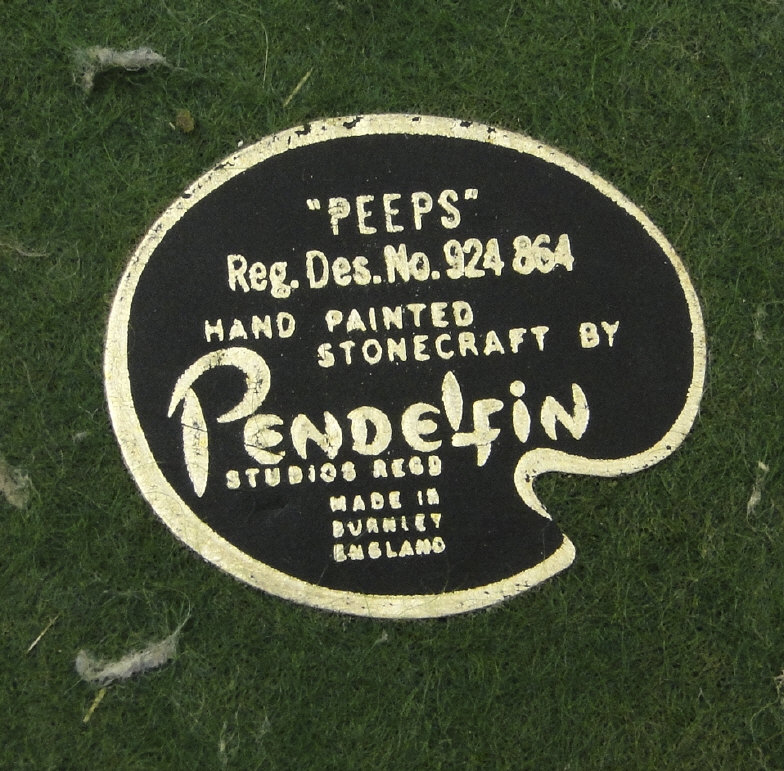 "PEEPS"
Reg. Des. No. 924 864
HAND PAINTED
STONECRAFT BY
PENDELFIN
STUDIOS REGD
MADE IN
BURNLEY
ENGLAND